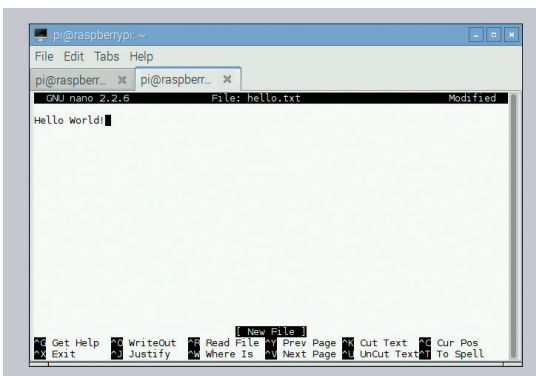 pi@raspberrypi: ~
File Edit Tabs Help
pi@raspberr... pi@raspberr...
GNU nano 2.2.6 File: hello.txt Modified
Hello World!
[ New File ]
^G Get Help ^O WriteOut ^R Read File ^Y Prev Page ^K Cut Text ^C Cur Pos
^X Exit ^J Justify ^W Where Is ^V Next Page ^U UnCut Text ^T To Spell